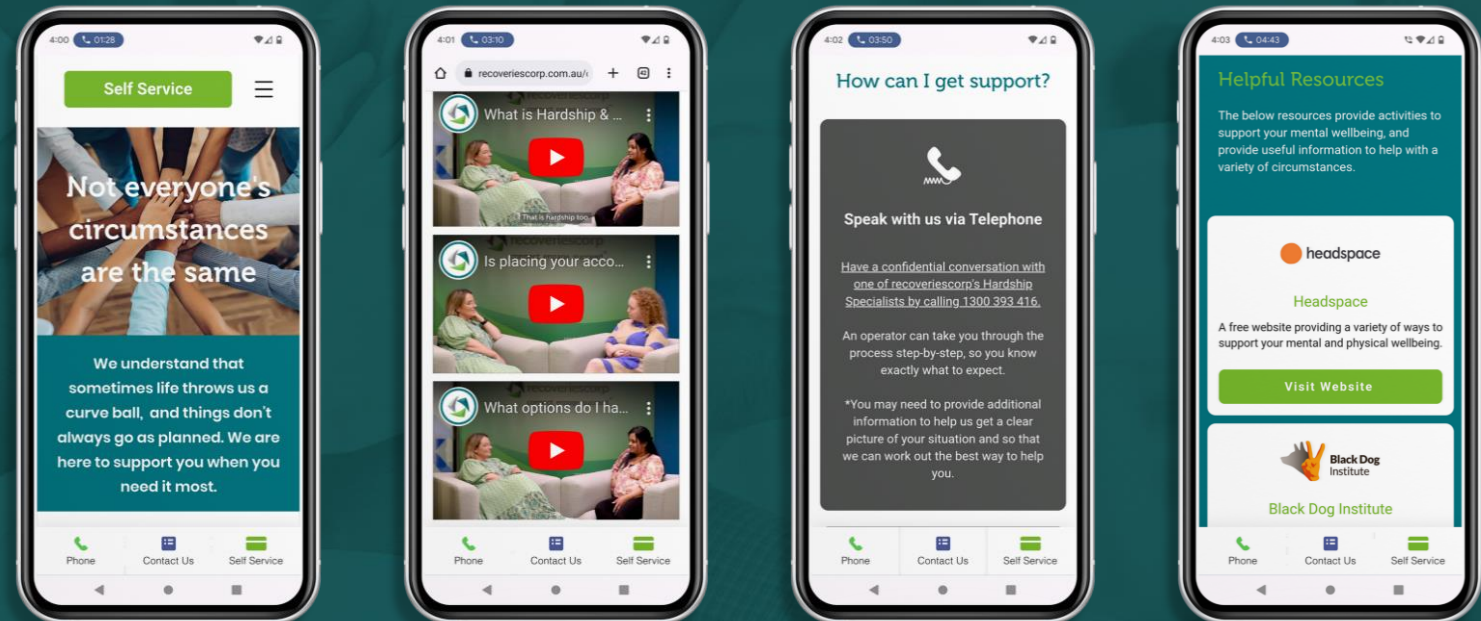 4:00 01:28
Self Service
Not everyone's
circumstances
are the same
We understand that
sometimes life throws us a
curve ball, and things don't
always go as planned. We are
here to support you when you
need it most.
Phone Contact Us Self Service
4:01 03:10
recoveriescorp.com.au/ 42
What is Hardship & ...
That is hardship too.
recoveriescorp
Is placing your acco...
recoveriescorp
What options do I ha...
Phone Contact Us Self Service
4:02 03:50
How can I get support?
Speak with us via Telephone
Have a confidential conversation with
one of recoveriescorp's Hardship
Specialists by calling 1300 393 416.
An operator can take you through the
process step-by-step, so you know
exactly what to expect.
*You may need to provide additional
information to help us get a clear
picture of your situation and so that
we can work out the best way to help
you.
Phone Contact Us Self Service
4:03 04:43
Helpful Resources
The below resources provide activities to
support your mental wellbeing, and
provide useful information to help with a
variety of circumstances.
headspace
Headspace
A free website providing a variety of ways to
support your mental and physical wellbeing.
Visit Website
Black Dog
Institute
Black Dog Institute
Phone Contact Us Self Service